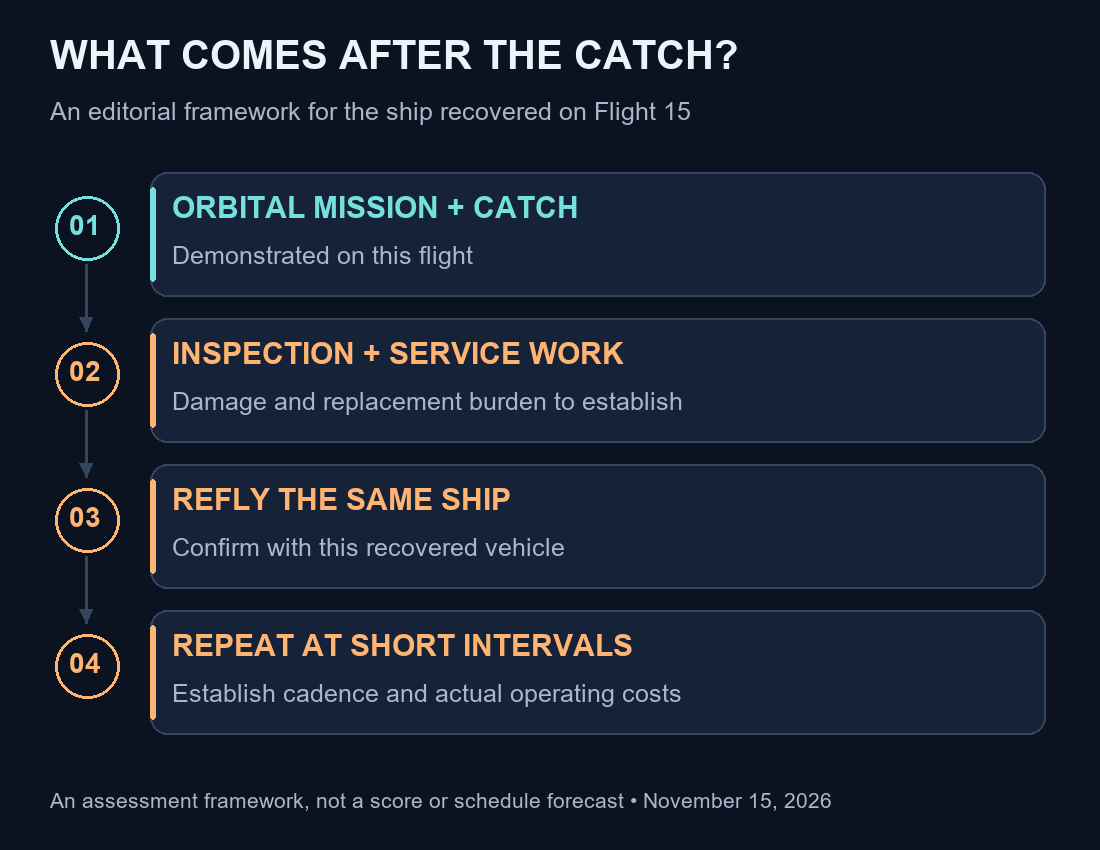 WHAT COMES AFTER THE CATCH?
An editorial framework for the ship recovered on Flight 15
01
ORBITAL MISSION + CATCH
Demonstrated on this flight
02
INSPECTION + SERVICE WORK
Damage and replacement burden to establish
03
REFLY THE SAME SHIP
Confirm with this recovered vehicle
04
REPEAT AT SHORT INTERVALS
Establish cadence and actual operating costs
An assessment framework, not a score or schedule forecast • November 15, 2026